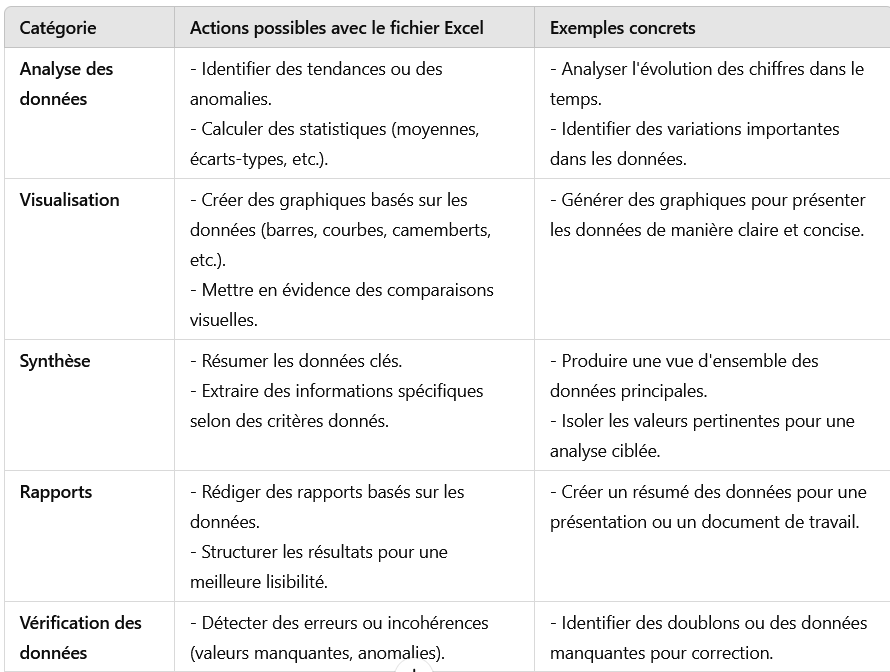 Catégorie
Actions possibles avec le fichier Excel
Exemples concrets
Analyse des
données
- Identifier des tendances ou des
anomalies.
- Calculer des statistiques (moyennes,
écarts-types, etc.).
- Analyser l'évolution des chiffres dans le
temps.
- Identifier des variations importantes
dans les données.
Visualisation
- Créer des graphiques basés sur les
données (barres, courbes, camemberts,
etc.).
- Mettre en évidence des comparaisons
visuelles.
- Générer des graphiques pour présenter
les données de manière claire et concise.
Synthèse
- Résumer les données clés.
- Extraire des informations spécifiques
selon des critères donnés.
- Produire une vue d'ensemble des
données principales.
- Isoler les valeurs pertinentes pour une
analyse ciblée.
Rapports
- Rédiger des rapports basés sur les
données.
- Structurer les résultats pour une
meilleure lisibilité.
- Créer un résumé des données pour une
présentation ou un document de travail.
Vérification des
données
- Détecter des erreurs ou incohérences
(valeurs manquantes, anomalies).
- Identifier des doublons ou des données
manquantes pour correction.